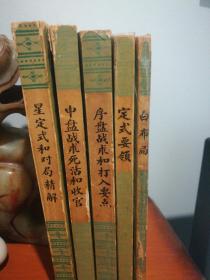 星定式和对局精解
中盘战术死活和收官
序盘战术和打入要点
定式要领
白布局